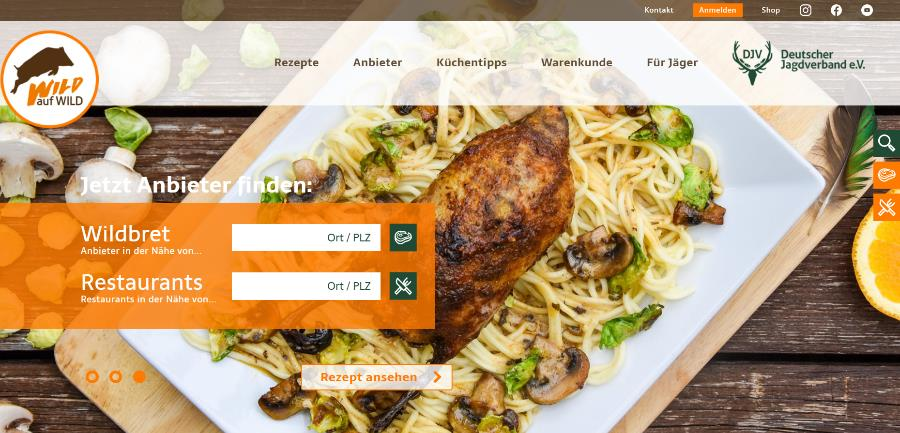 Kontakt
Anmelden
Shop
WILD
auf WILD
Rezepte
Anbieter
Küchentipps
Warenkunde
Für Jäger
DJV
Deutscher
Jagdverband e.V.
Jetzt Anbieter finden:
Wildbret
Anbieter in der Nähe von...
Ort / PLZ
Restaurants
Restaurants in der Nähe von...
Ort / PLZ
Rezept ansehen